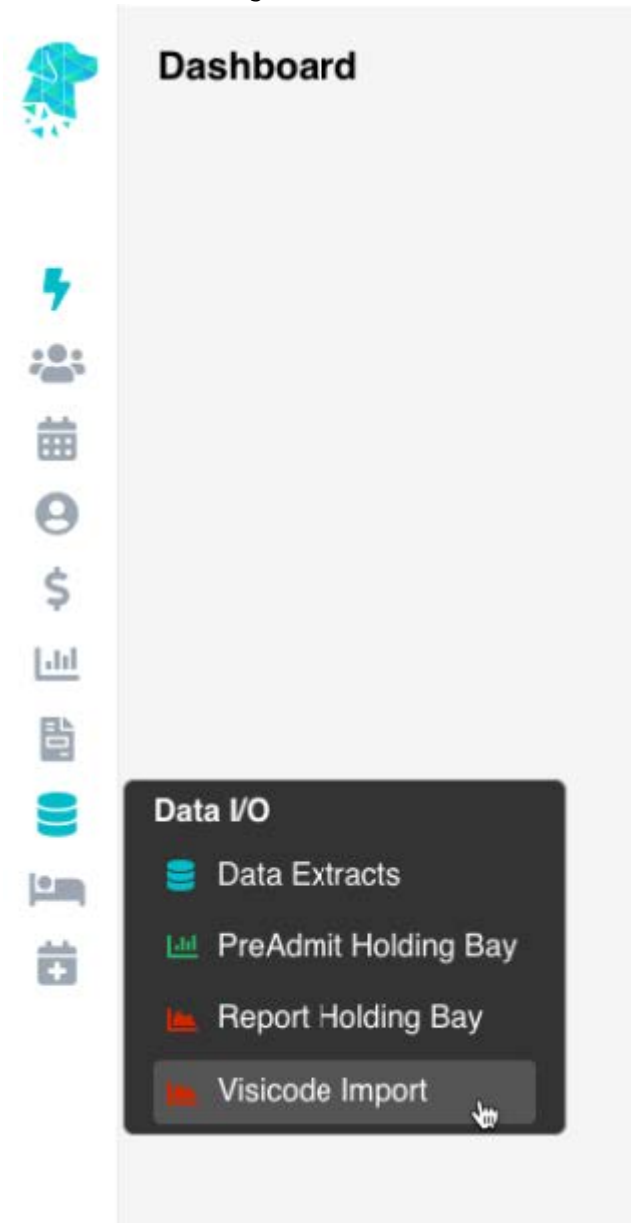 Dashboard
Data I/O
Data Extracts
PreAdmit Holding Bay
Report Holding Bay
Visicode Import